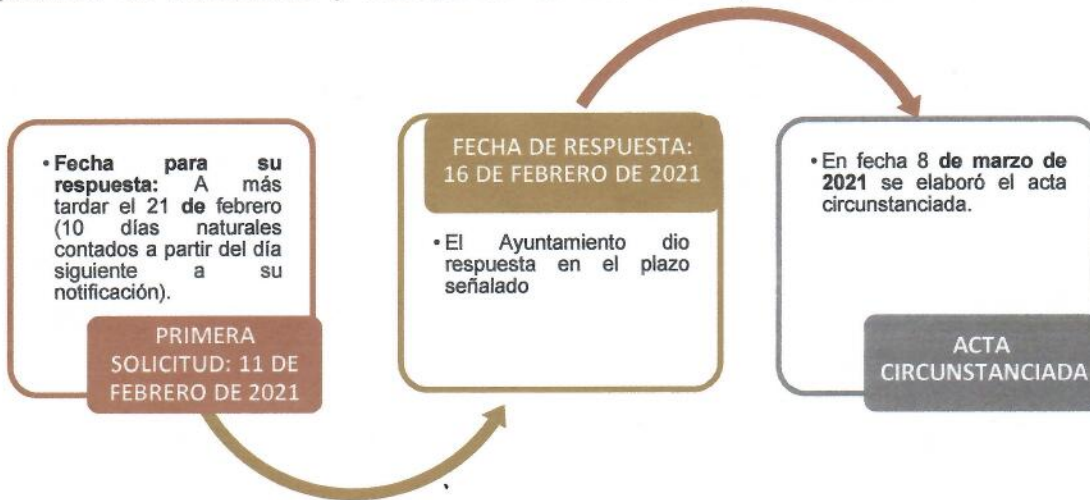 • Fecha para su
respuesta: A más
tardar el 21 de febrero
(10 días naturales
contados a partir del día
siguiente a su
notificación).
PRIMERA
SOLICITUD: 11 DE
FEBRERO DE 2021
FECHA DE RESPUESTA:
16 DE FEBRERO DE 2021
• El Ayuntamiento dio
respuesta en el plazo
señalado
• En fecha 8 de marzo de
2021 se elaboró el acta
circunstanciada.
ACTA
CIRCUNSTANCIADA